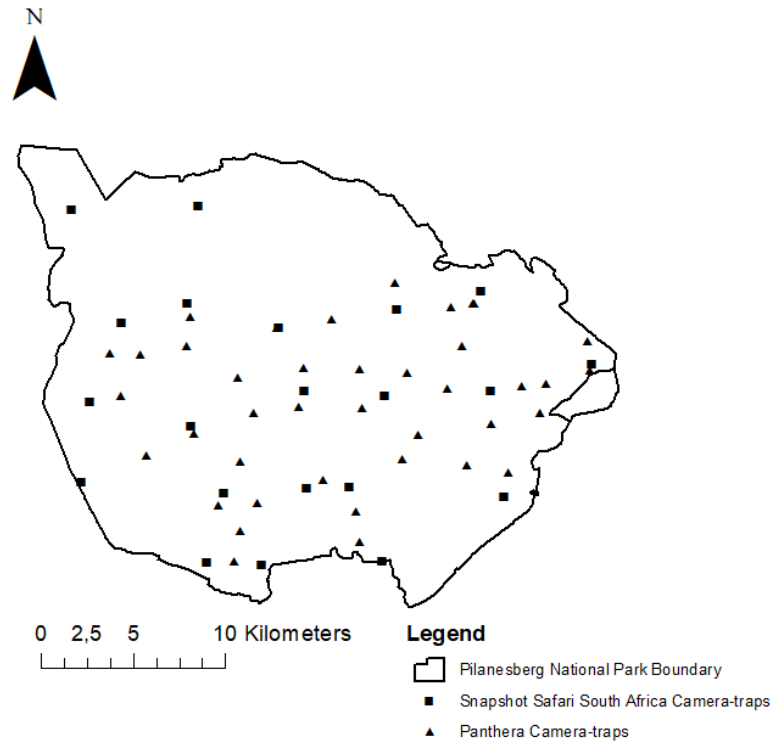 N
0 2,5 5 10 Kilometers
Legend
Pilanesberg National Park Boundary
Snapshot Safari South Africa Camera-traps
Panthera Camera-traps